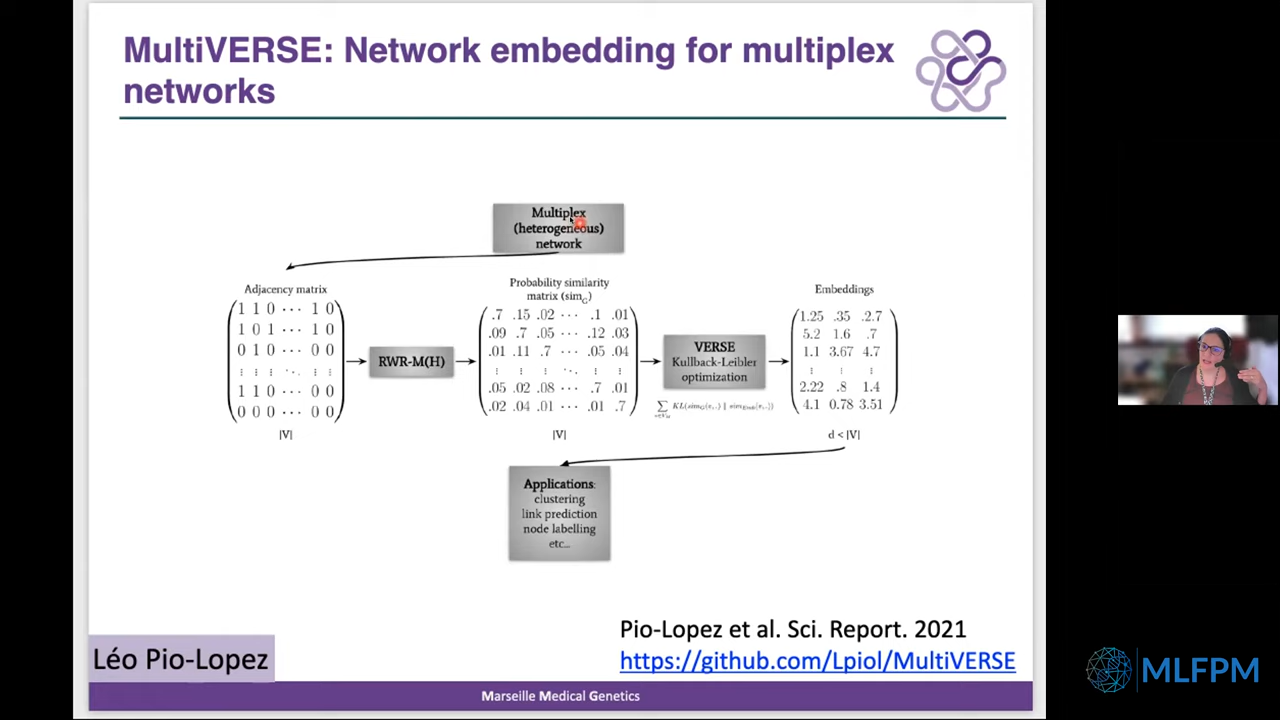 MultiVERSE: Network embedding for multiplex
networks
Multiplex
(heterogeneous)
network
Adjacency matrix
1 1 0 ⋯ 1 0
1 0 1 ⋯ 1 0
0 1 0 ⋯ 0 0
⋮ ⋮ ⋮ ⋱ ⋮ ⋮
1 1 0 ⋯ 0 0
0 0 0 ⋯ 0 0
|V|
RWR-M(H)
Probability similarity
matrix (sim_G)
.7 .15 .02 ⋯ .1 .01
.09 .7 .05 ⋯ .12 .03
.01 .11 .7 ⋯ .05 .04
⋮ ⋮ ⋮ ⋱ ⋮ ⋮
.05 .02 .08 ⋯ .7 .01
.02 .04 .01 ⋯ .01 .7
|V|
VERSE
Kullback-Leibler
optimization
Embeddings
1.25 .35 .2.7
5.2 1.6 .7
1.1 3.67 4.7
⋮ ⋮ ⋮
2.22 .8 1.4
4.1 0.78 3.51
d < |V|
Applications:
clustering
link prediction
node labelling
etc...
Pio-Lopez et al. Sci. Report. 2021
https://github.com/Lpiol/MultiVERSE
Léo Pio-Lopez
Marseille Medical Genetics
MLFPM